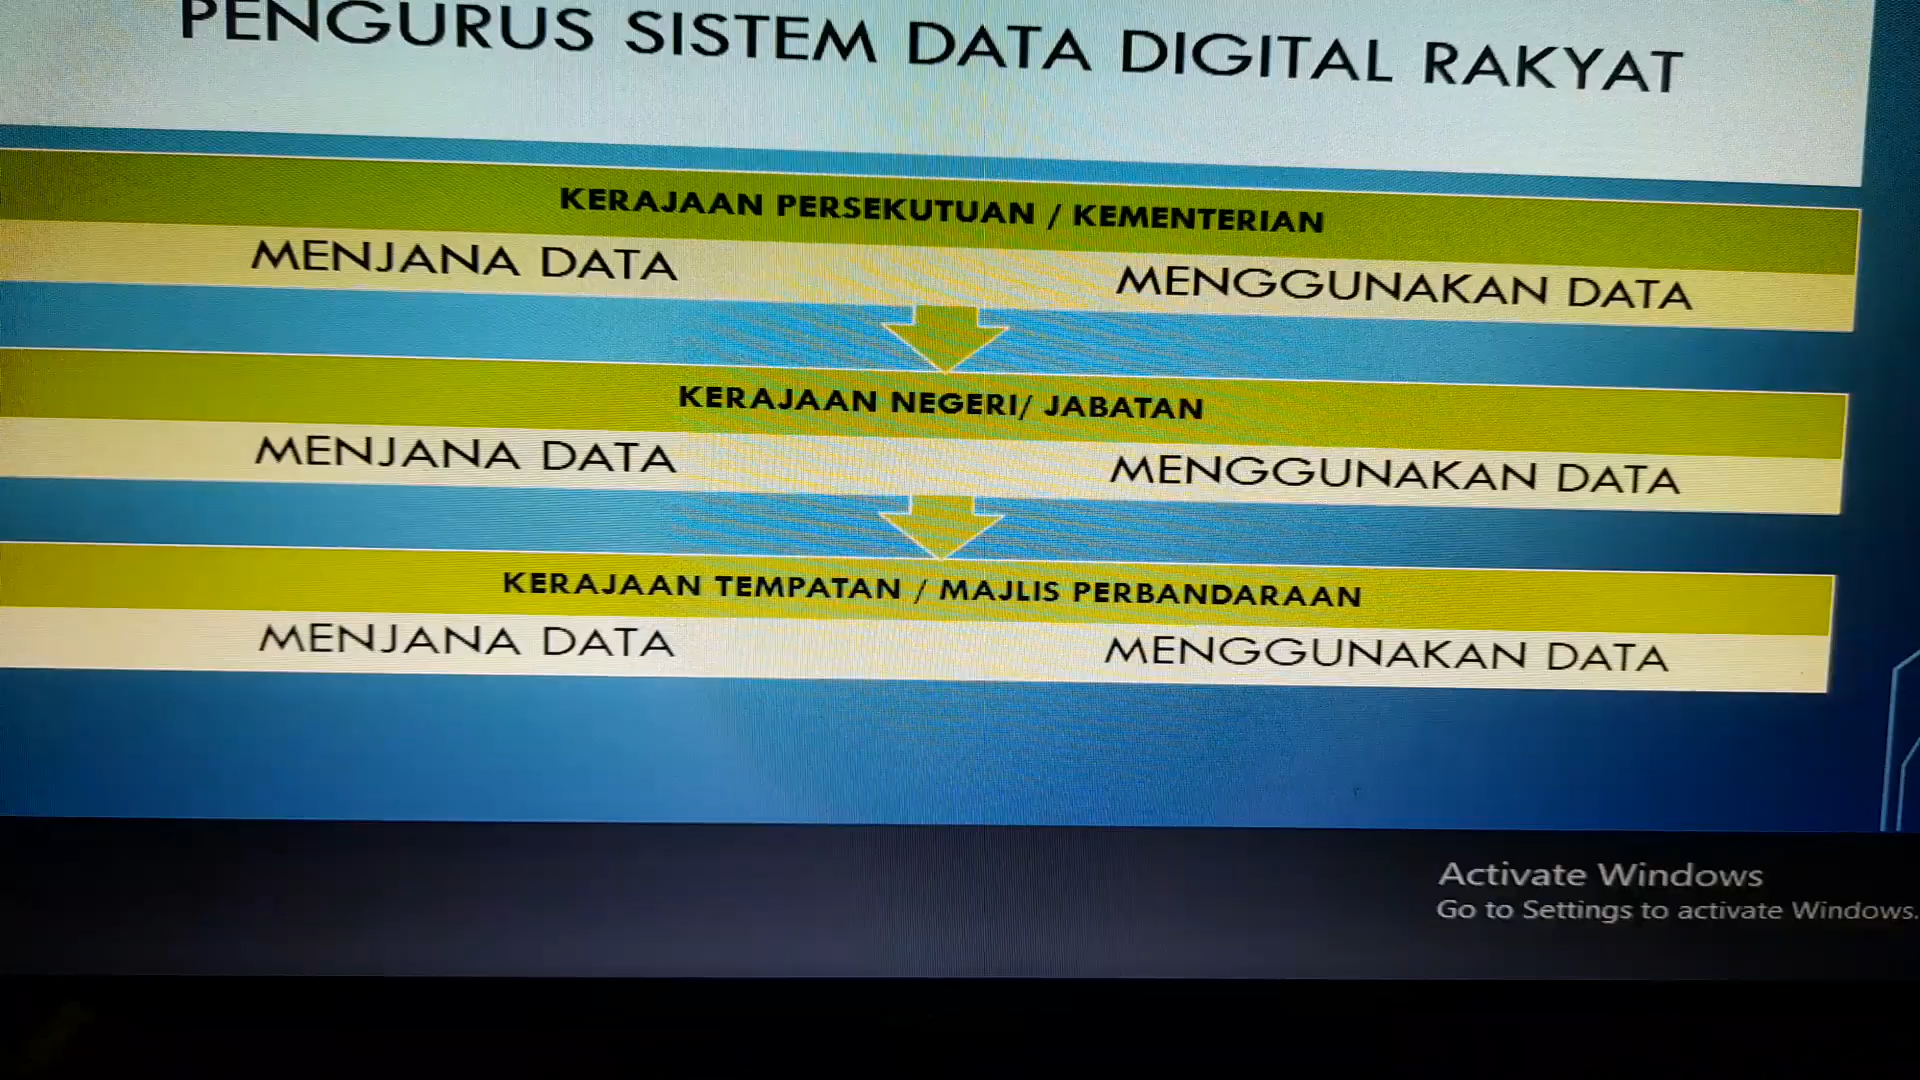 PENGURUS SISTEM DATA DIGITAL RAKYAT
KERAJAAN PERSEKUTUAN / KEMENTERIAN
MENJANA DATA MENGGUNAKAN DATA
KERAJAAN NEGERI/ JABATAN
MENJANA DATA MENGGUNAKAN DATA
KERAJAAN TEMPATAN / MAJLIS PERBANDARAAN
MENJANA DATA MENGGUNAKAN DATA
Activate Windows
Go to Settings to activate Windows.